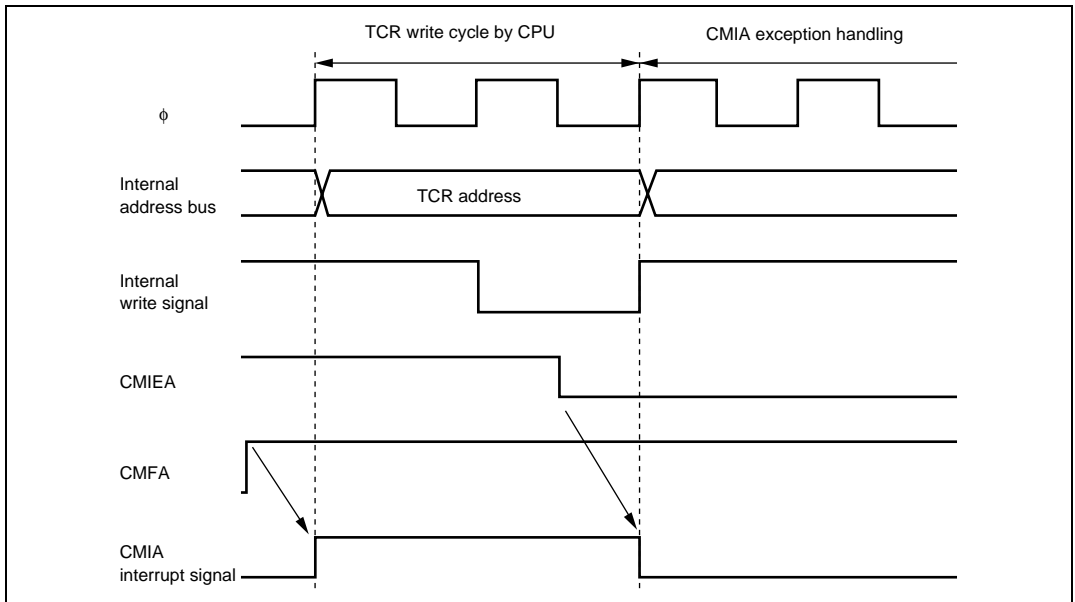 TCR write cycle by CPU
CMIA exception handling
ϕ
Internal
address bus
TCR address
Internal
write signal
CMIEA
CMFA
CMIA
interrupt signal